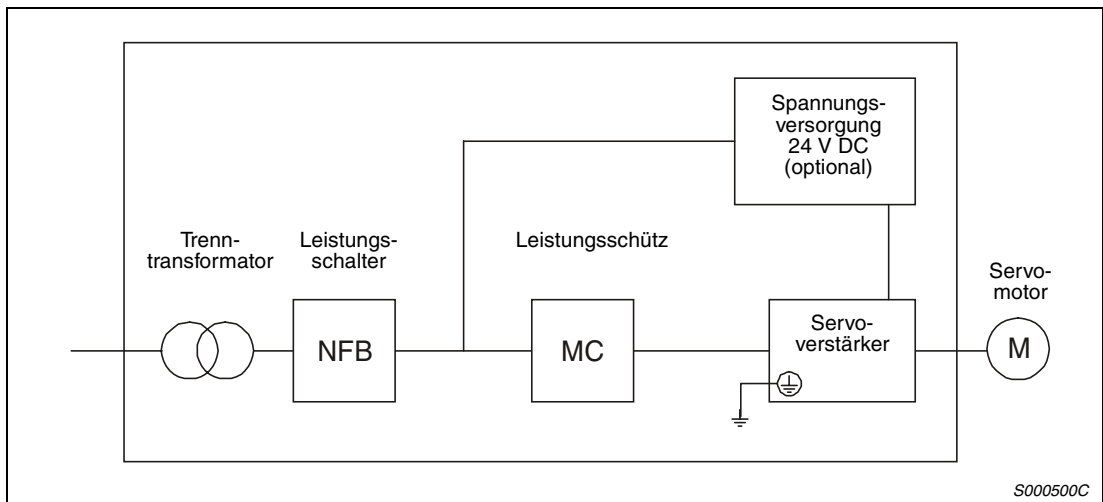 Spannungs-
versorgung
24 V DC
(optional)
Trenn-
transformator
Leistungs-
schalter
Leistungsschütz
Servo-
motor
NFB
MC
Servo-
verstärker
M
S000500C